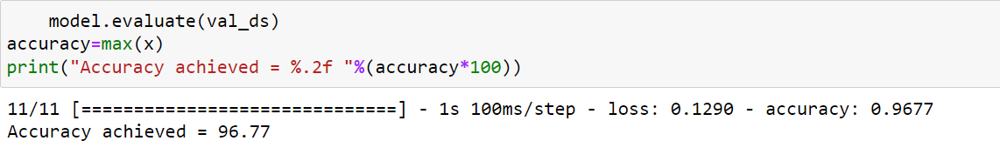 model.evaluate(val_ds)
accuracy=max(x)
print("Accuracy achieved = %.2f "%(accuracy*100))
11/11 [==============================] - 1s 100ms/step - loss: 0.1290 - accuracy: 0.9677
Accuracy achieved = 96.77